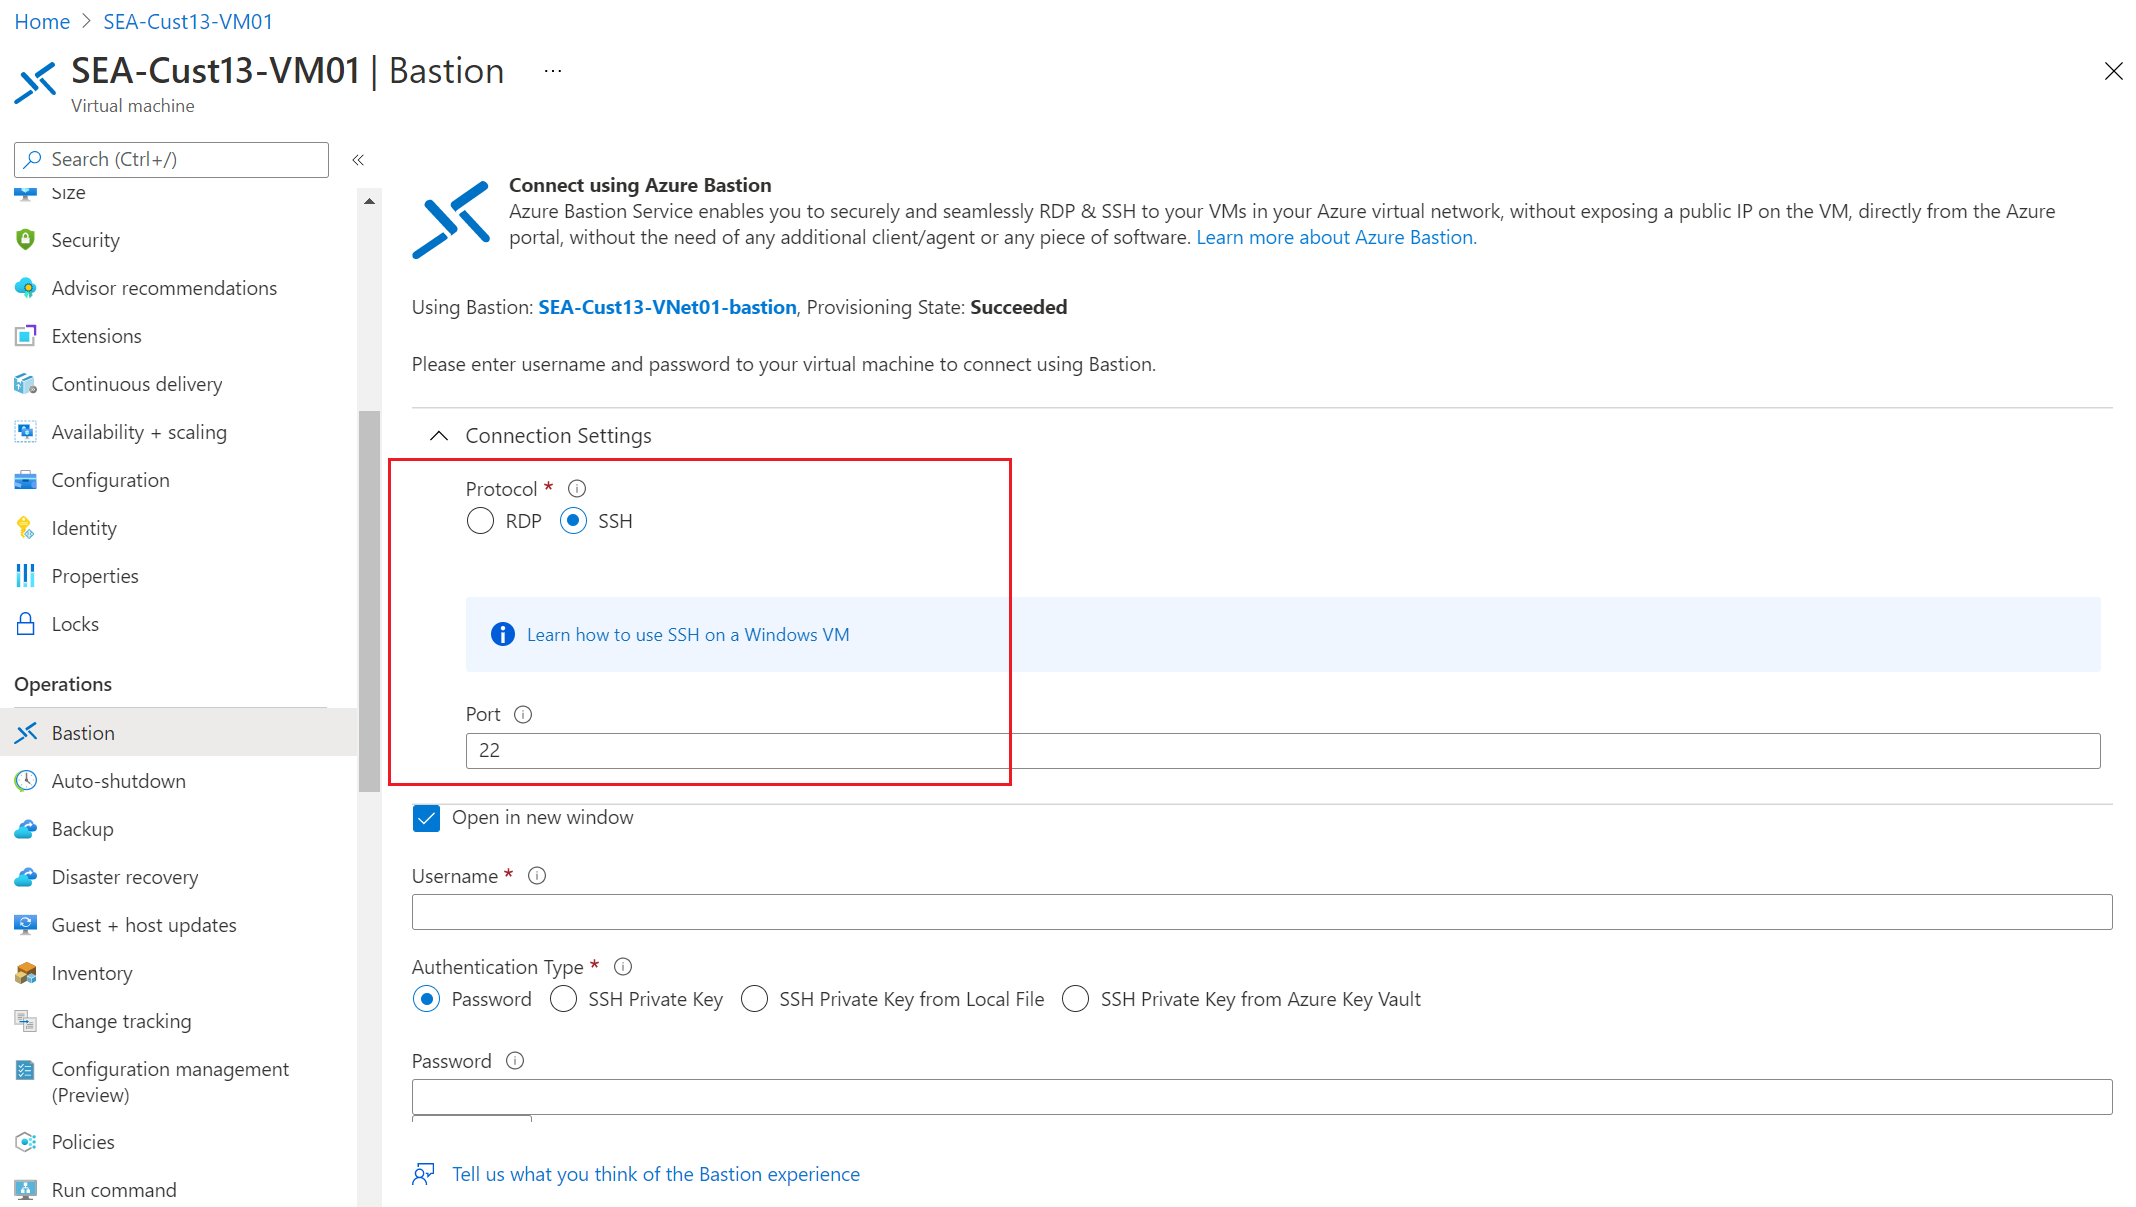 Home > SEA-Cust13-VM01
SEA-Cust13-VM01 | Bastion ...
Virtual machine
Search (Ctrl+/)
«
Size
Security
Advisor recommendations
Extensions
Continuous delivery
Availability + scaling
Configuration
Identity
Properties
Locks
Operations
Bastion
Auto-shutdown
Backup
Disaster recovery
Guest + host updates
Inventory
Change tracking
Configuration management
(Preview)
Policies
Run command
Connect using Azure Bastion
Azure Bastion Service enables you to securely and seamlessly RDP & SSH to your VMs in your Azure virtual network, without exposing a public IP on the VM, directly from the Azure
portal, without the need of any additional client/agent or any piece of software. Learn more about Azure Bastion.
Using Bastion: SEA-Cust13-VNet01-bastion, Provisioning State: Succeeded
Please enter username and password to your virtual machine to connect using Bastion.
Connection Settings
Protocol *
RDP SSH
Learn how to use SSH on a Windows VM
Port
22
Open in new window
Username *
Authentication Type *
Password SSH Private Key SSH Private Key from Local File SSH Private Key from Azure Key Vault
Password
Tell us what you think of the Bastion experience